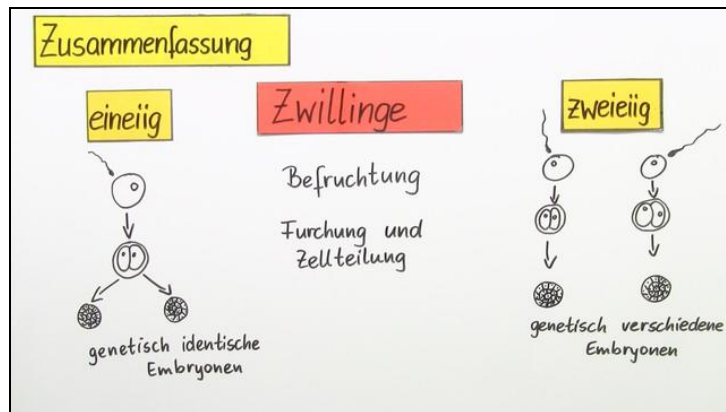 Zusammenfassung
eineiig
Zwillinge
zweieiig
Befruchtung
Furchung und
Zellteilung
genetisch identische
Embryonen
genetisch verschiedene
Embryonen